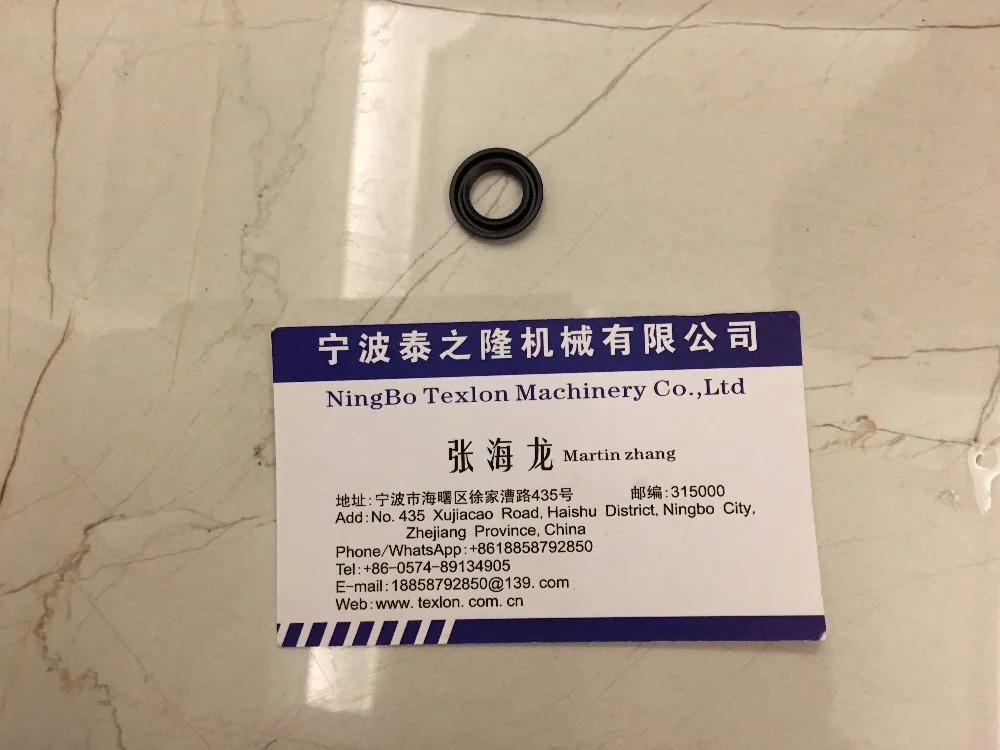 宁波泰之隆机械有限公司
NingBo Texlon Machinery Co.,Ltd
张海龙 Martin zhang
地址:宁波市海曙区徐家漕路435号 邮编:315000
Add:No. 435 Xujiacao Road, Haishu District, Ningbo City,
Zhejiang Province, China
Phone/WhatsApp:+8618858792850
Tel:+86-0574-89134905
E-mail:18858792850@139. com
Web:www. texlon. com. cn